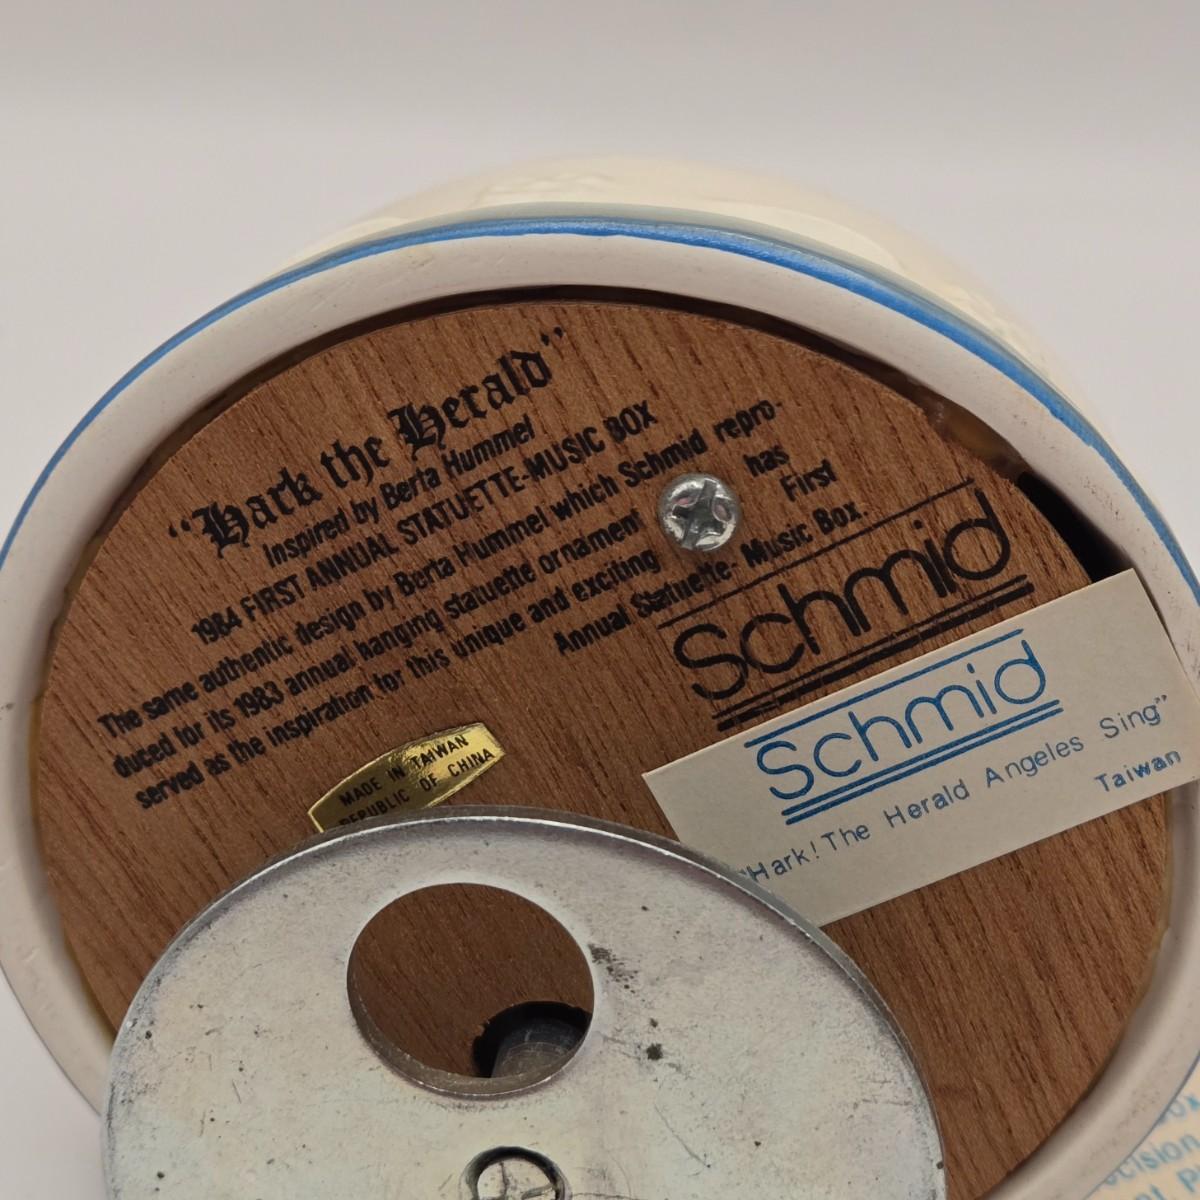 "Hark the Herald"
Inspired by Berta Hummel
1984 FIRST ANNUAL STATUETTE-MUSIC BOX
The same authentic design by Berta Hummel which Schmid repro-
duced for its 1983 annual hanging statuette ornament has
served as the inspiration for this unique and exciting First
Annual Statuette- Music Box.
Schmid
MADE IN TAIWAN
REPUBLIC OF CHINA
Schmid
"Hark! The Herald Angeles Sing"
Taiwan